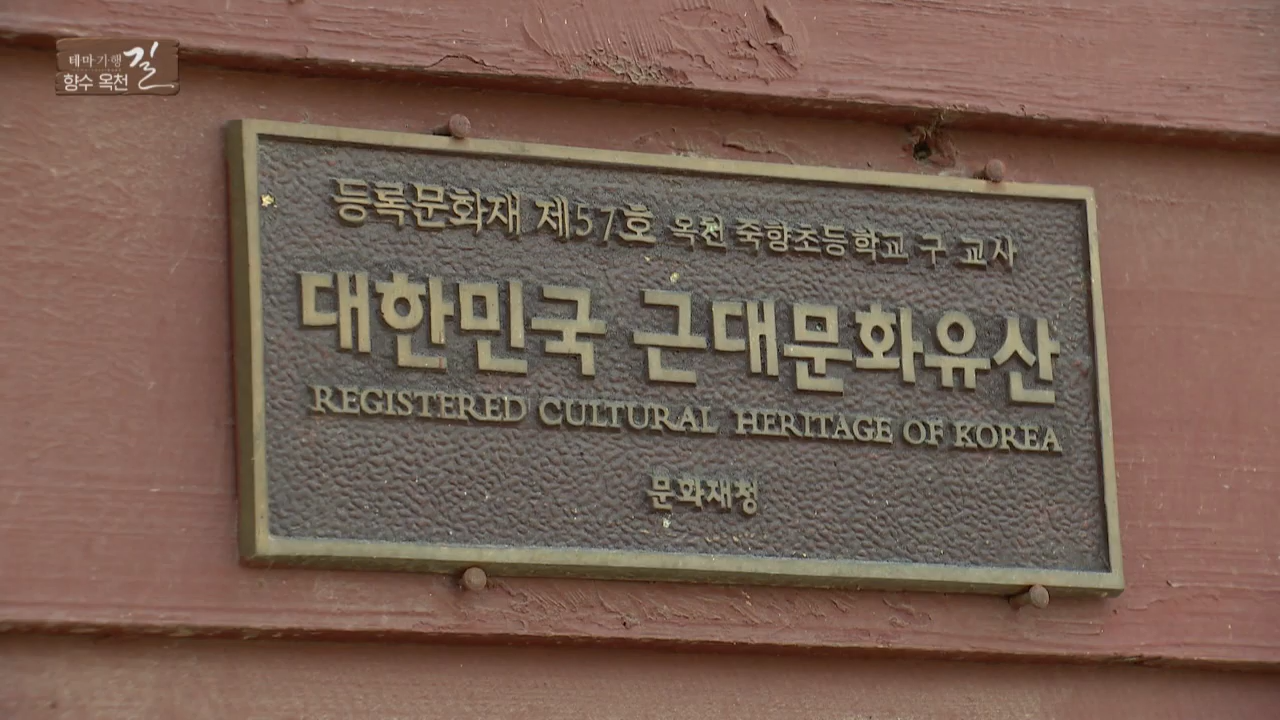 테마기행 길
향수 옥천
등록문화재 제57호 옥천 죽향초등학교 구 교사
대한민국 근대문화유산
REGISTERED CULTURAL HERITAGE OF KOREA
문화재청